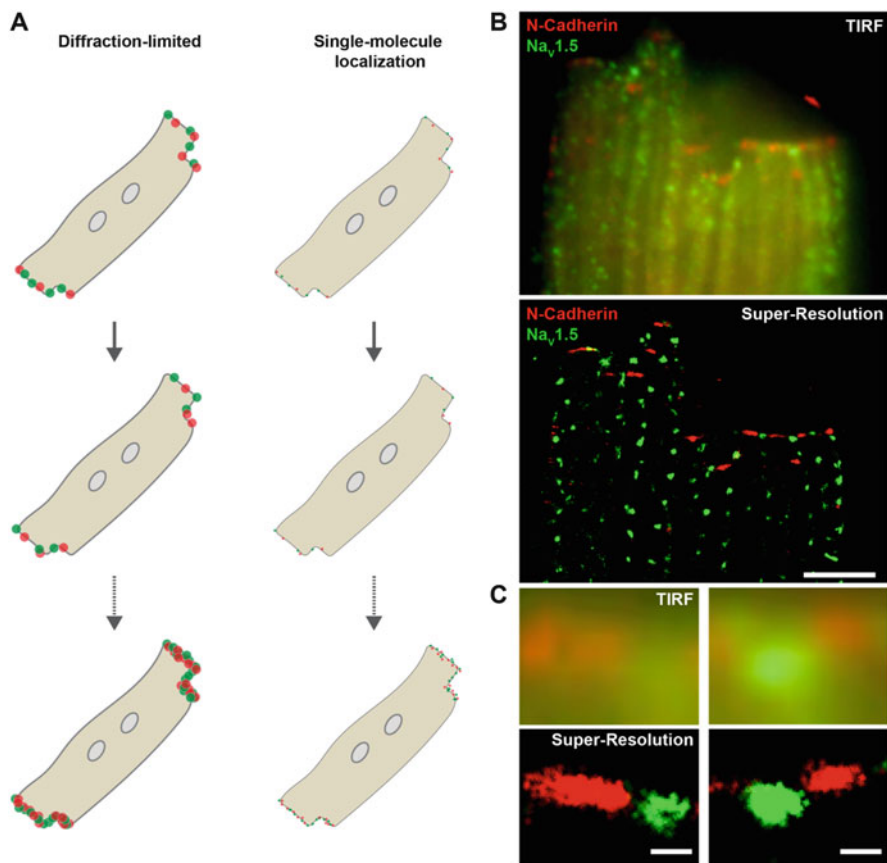 A
Diffraction-limited
Single-molecule
localization
B
N-Cadherin
Naᵥ1.5
TIRF
N-Cadherin
Naᵥ1.5
Super-Resolution
C
TIRF
Super-Resolution